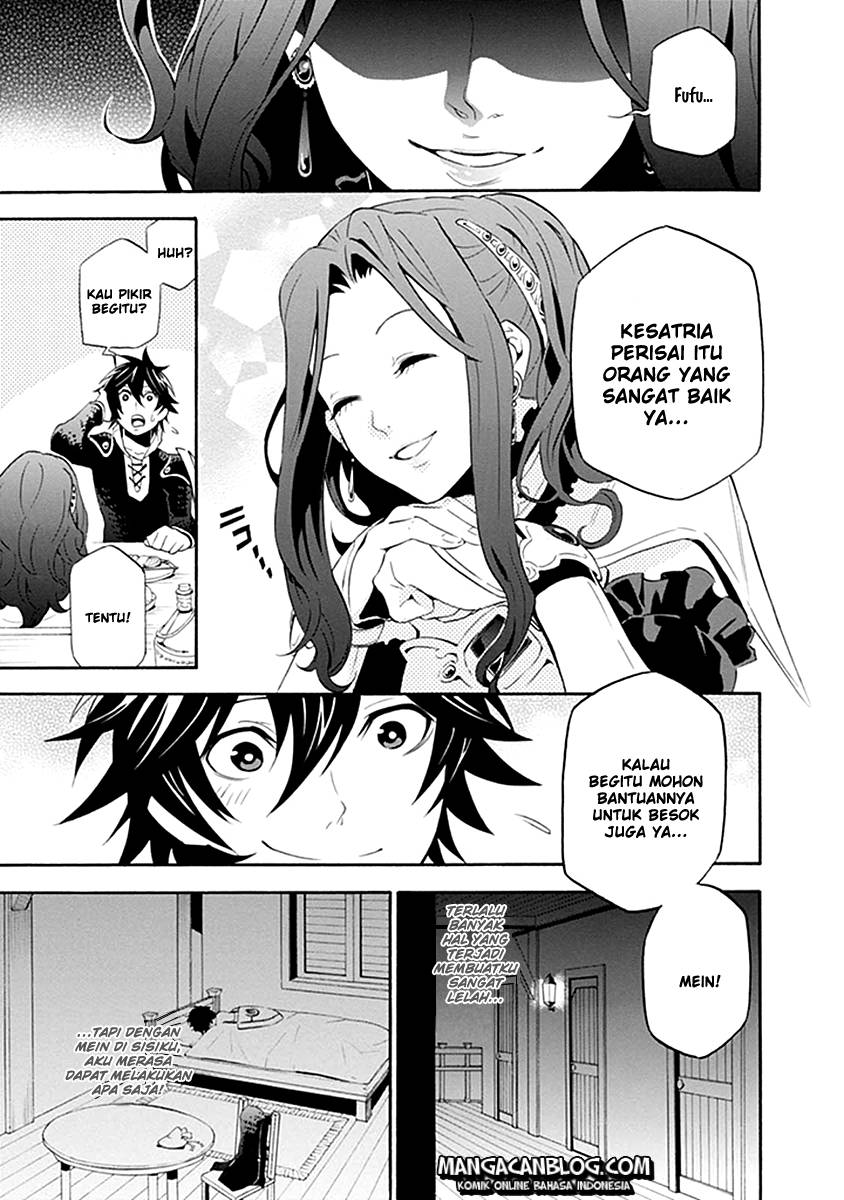 Fufu...
KESATRIA
PERISAI ITU
ORANG YANG
SANGAT BAIK
YA...
ニコ...
HUH?
KAU PIKIR
BEGITU?
TENTU!
KALAU
BEGITU MOHON
BANTUANNYA
UNTUK BESOK
JUGA YA...
MEIN!
TERLALU
BANYAK
HAL YANG
TERJADI
MEMBUATKU
SANGAT
LELAH...
...TAPI DENGAN
MEIN DI SISIKU,
AKU MERASA
DAPAT MELAKUKAN
APA SAJA!
MANGACANBLOG.COM
KOMIK ONLINE BAHASA INDONESIA